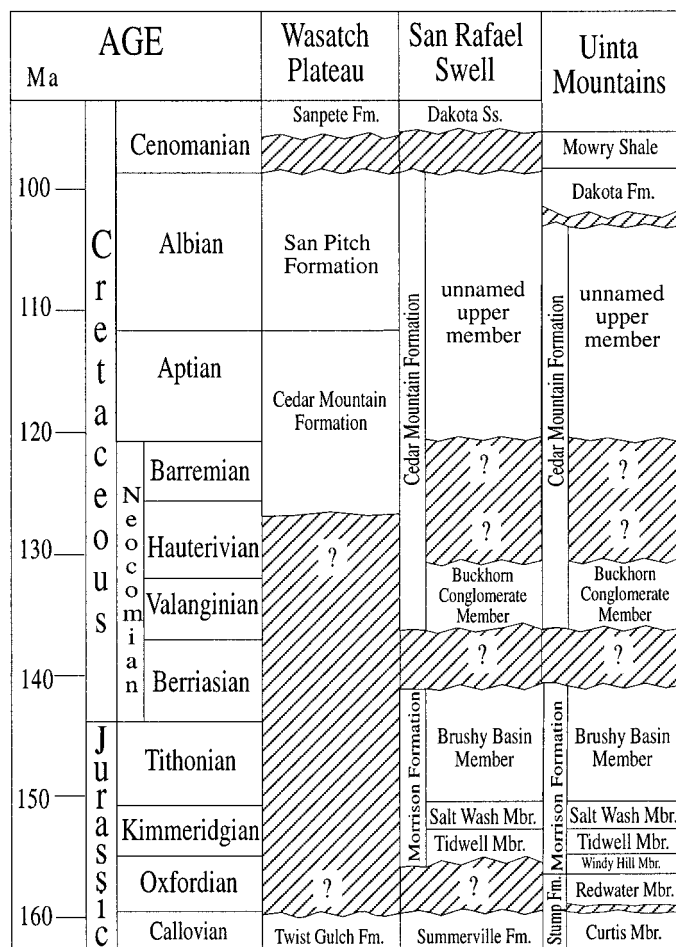 AGE
Ma
Wasatch
Plateau
San Rafael
Swell
Uinta
Mountains
100
110
120
130
140
150
160
Cretaceous
Jurassic
Neocomian
Cenomanian
Albian
Aptian
Barremian
Hauterivian
Valanginian
Berriasian
Tithonian
Kimmeridgian
Oxfordian
Callovian
Sanpete Fm.
San Pitch
Formation
Cedar Mountain
Formation
?
?
Twist Gulch Fm.
Dakota Ss.
Cedar Mountain Formation
unnamed
upper
member
?
?
Buckhorn
Conglomerate
Member
?
Morrison Formation
Brushy Basin
Member
Salt Wash Mbr.
Tidwell Mbr.
?
Summerville Fm.
Mowry Shale
Dakota Fm.
Cedar Mountain Formation
unnamed
upper
member
?
?
Buckhorn
Conglomerate
Member
?
Morrison Formation
Brushy Basin
Member
Salt Wash Mbr.
Tidwell Mbr.
Windy Hill Mbr.
Stump Fm.
Redwater Mbr.
Curtis Mbr.